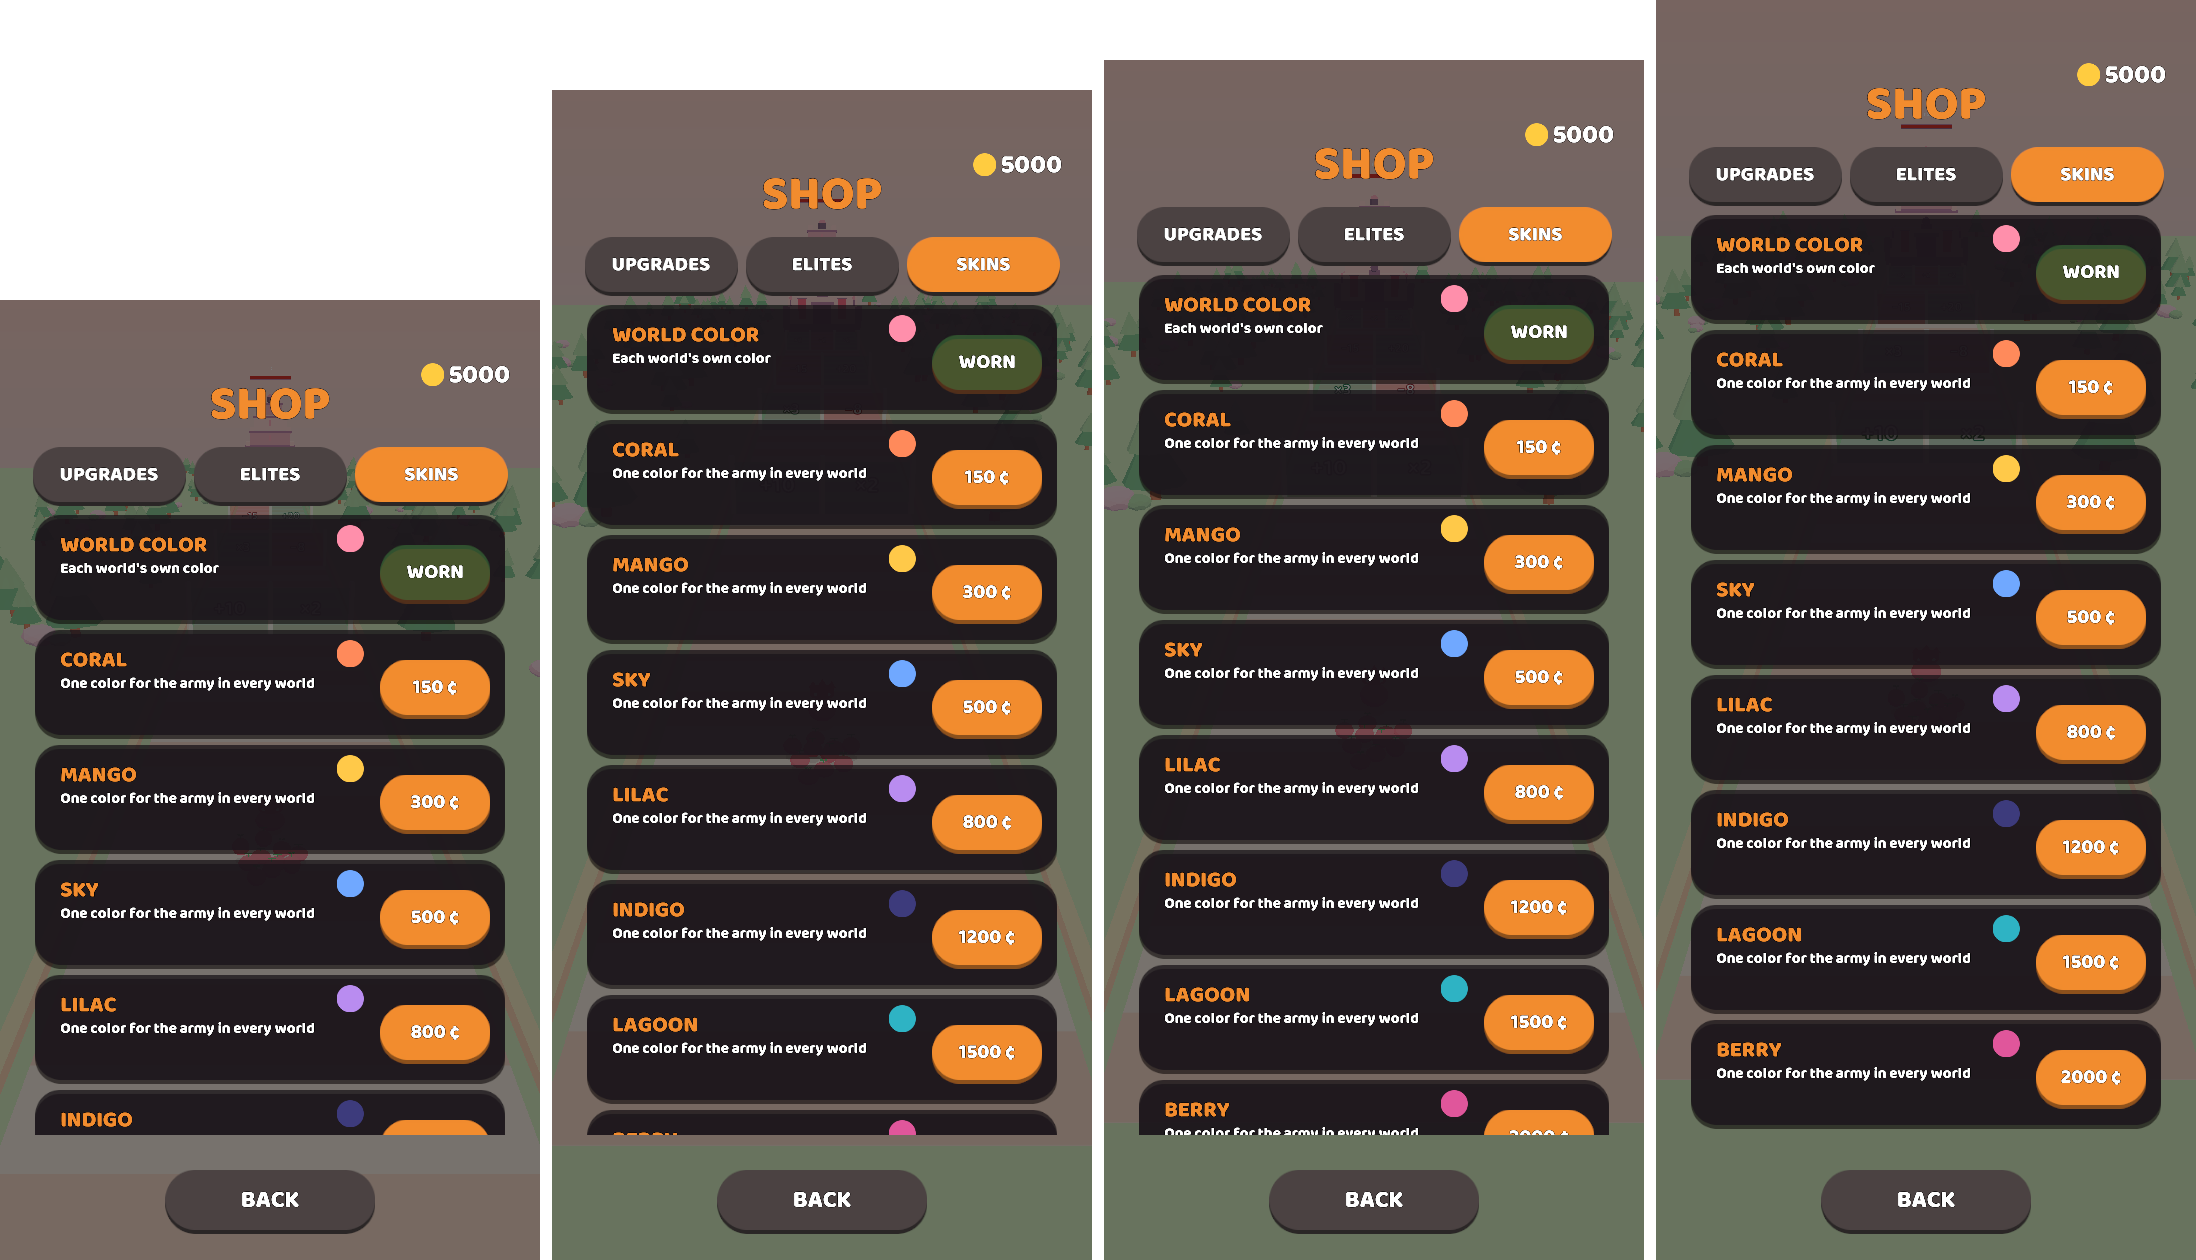 5000
SHOP
UPGRADES ELITES SKINS
WORLD COLOR
Each world's own color
WORN
CORAL
One color for the army in every world
150 ¢
MANGO
One color for the army in every world
300 ¢
SKY
One color for the army in every world
500 ¢
LILAC
One color for the army in every world
800 ¢
INDIGO
BACK
5000
SHOP
UPGRADES ELITES SKINS
WORLD COLOR
Each world's own color
WORN
CORAL
One color for the army in every world
150 ¢
MANGO
One color for the army in every world
300 ¢
SKY
One color for the army in every world
500 ¢
LILAC
One color for the army in every world
800 ¢
INDIGO
One color for the army in every world
1200 ¢
LAGOON
One color for the army in every world
1500 ¢
BACK
5000
SHOP
UPGRADES ELITES SKINS
WORLD COLOR
Each world's own color
WORN
CORAL
One color for the army in every world
150 ¢
MANGO
One color for the army in every world
300 ¢
SKY
One color for the army in every world
500 ¢
LILAC
One color for the army in every world
800 ¢
INDIGO
One color for the army in every world
1200 ¢
LAGOON
One color for the army in every world
1500 ¢
BERRY
One color for the army in every world
BACK
5000
SHOP
UPGRADES ELITES SKINS
WORLD COLOR
Each world's own color
WORN
CORAL
One color for the army in every world
150 ¢
MANGO
One color for the army in every world
300 ¢
SKY
One color for the army in every world
500 ¢
LILAC
One color for the army in every world
800 ¢
INDIGO
One color for the army in every world
1200 ¢
LAGOON
One color for the army in every world
1500 ¢
BERRY
One color for the army in every world
2000 ¢
BACK